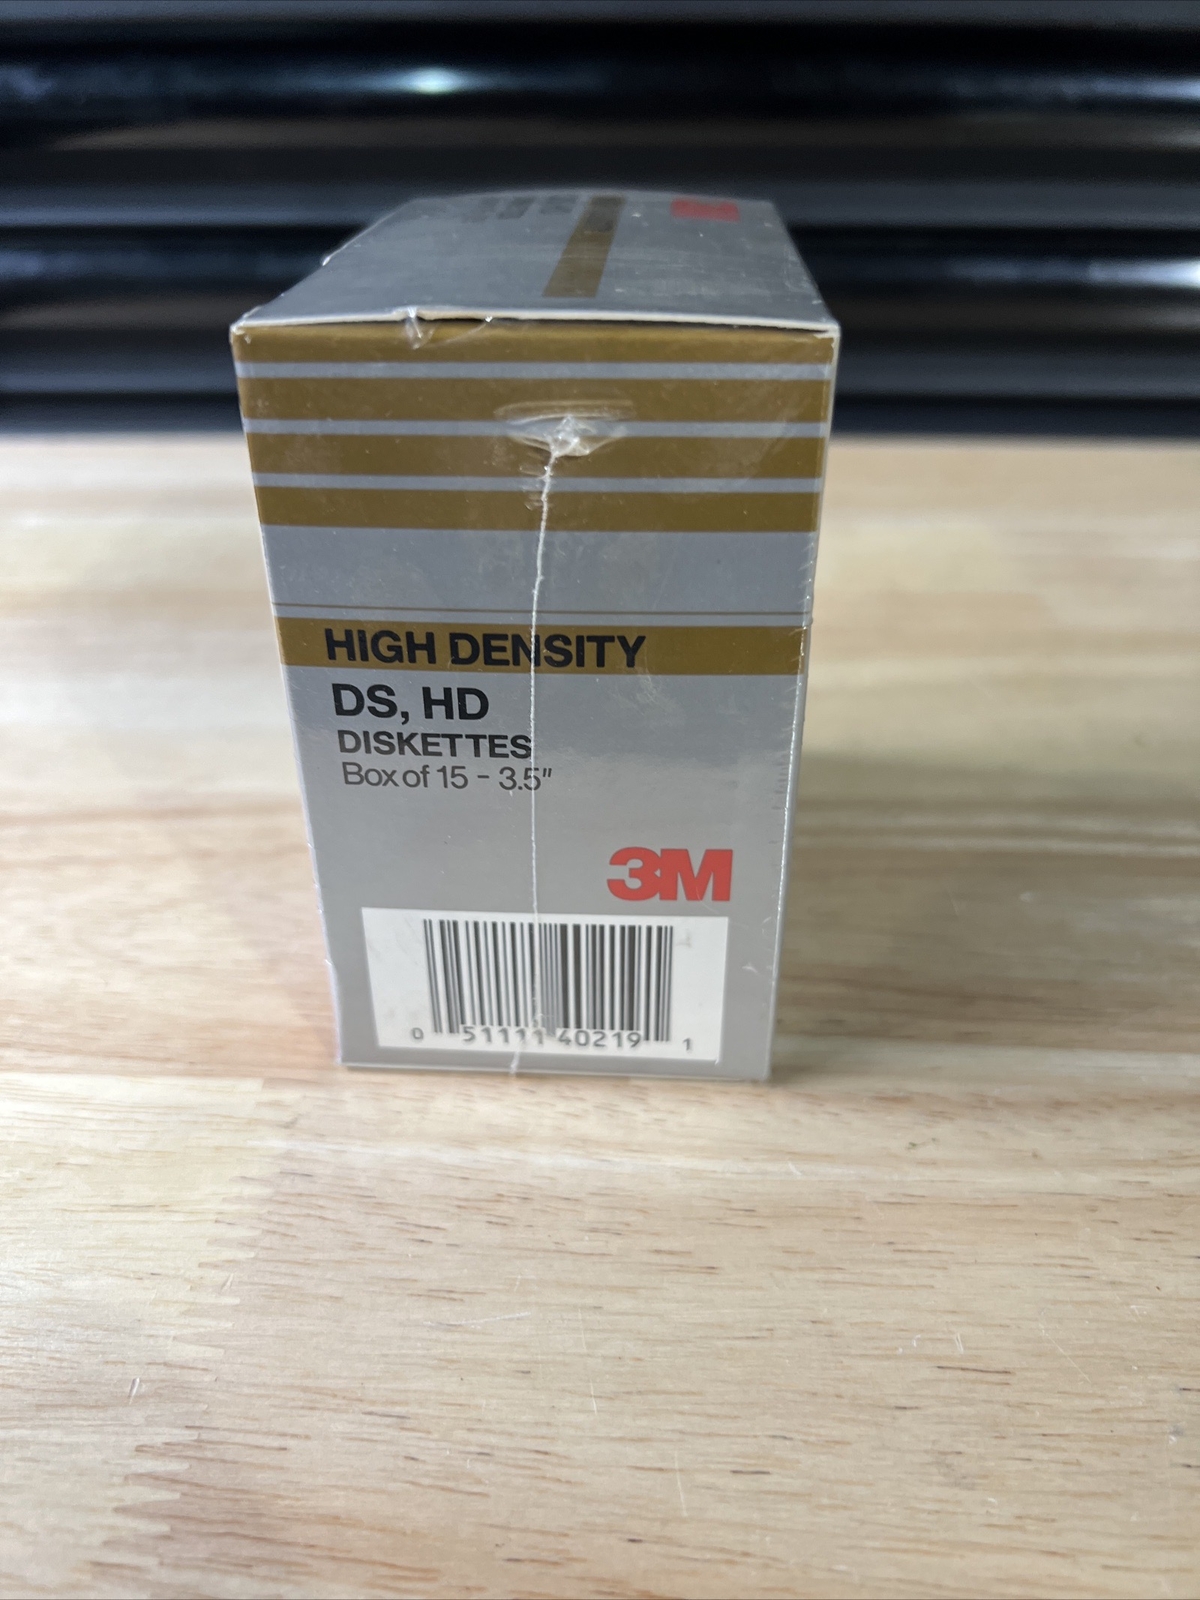 HIGH DENSITY
DS, HD
DISKETTES
Box of 15 - 3.5"
3M
0 51111 40219 1